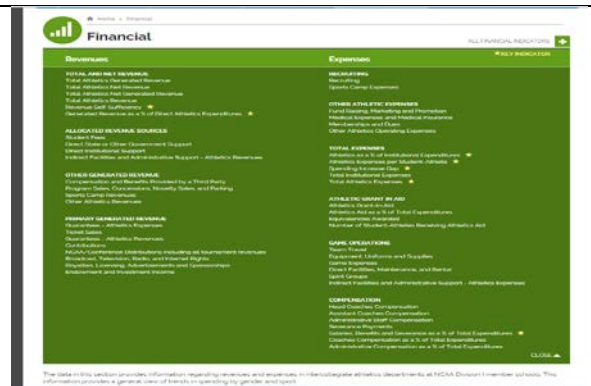 Home > Financial
Financial
ALL FINANCIAL INDICATORS
KEY INDICATOR
Revenues
TOTAL AND NET REVENUE
Total Athletics Generated Revenue
Total Athletics Net Revenue
Total Athletics Net Generated Revenue
Total Athletics Revenue
Revenue Self-Sufficiency
Generated Revenue as a % of Direct Athletics Expenditures
ALLOCATED REVENUE SOURCES
Student Fees
Direct State or Other Government Support
Direct Institutional Support
Indirect Facilities and Administrative Support - Athletics Revenues
OTHER GENERATED REVENUE
Compensation and Benefits Provided by a Third Party
Program Sales, Concessions, Novelty Sales, and Parking
Sports Camp Revenues
Other Athletics Revenues
PRIMARY GENERATED REVENUE
Guarantees - Athletics Expenses
Ticket Sales
Guarantees - Athletics Revenues
Contributions
NCAA/Conference Distributions including all tournament revenues
Broadcast, Television, Radio, and Internet Rights
Royalties, Licensing, Advertisements and Sponsorships
Endowment and Investment Income
Expenses
RECRUITING
Recruiting
Sports Camp Expenses
OTHER ATHLETIC EXPENSES
Fund Raising, Marketing and Promotion
Medical Expenses and Medical Insurance
Memberships and Dues
Other Athletics Operating Expenses
TOTAL EXPENSES
Athletics as a % of Institutional Expenditures
Athletics Expenses per Student-Athlete
Spending Increase Gap
Total Institutional Expenses
Total Athletics Expenses
ATHLETIC GRANT IN AID
Athletics Grant-in-Aid
Athletics Aid as a % of Total Expenditures
Equivalencies Awarded
Number of Student-Athletes Receiving Athletics Aid
GAME OPERATIONS
Team Travel
Equipment, Uniforms and Supplies
Game Expenses
Direct Facilities, Maintenance, and Rental
Spirit Groups
Indirect Facilities and Administrative Support - Athletics Expenses
COMPENSATION
Head Coaches Compensation
Assistant Coaches Compensation
Administrative Staff Compensation
Severance Payments
Salaries, Benefits and Severance as a % of Total Expenditures
Coaches Compensation as a % of Total Expenditures
Administrative Compensation as a % of Total Expenditures
CLOSE
The data in this section provides information regarding revenues and expenses in intercollegiate athletics departments at NCAA Division I member schools. This
information provides a general view of trends in spending by gender and sport.